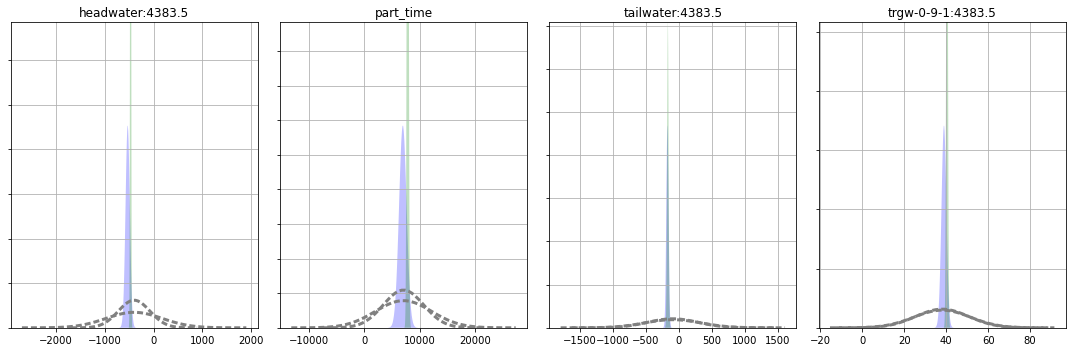 headwater:4383.5
part_time
tailwater:4383.5
trgw-0-9-1:4383.5
−2000 −1000 0 1000 2000
−10000 0 10000 20000
−1500 −1000 −500 0 500 1000 1500
−20 0 20 40 60 80